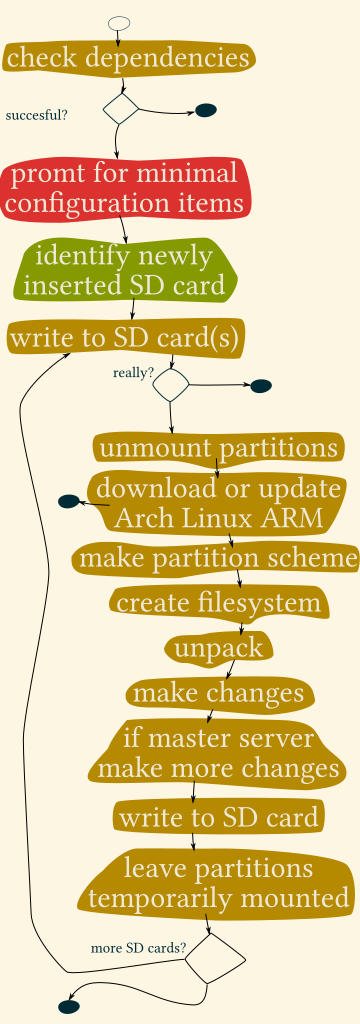 check dependencies
succesful?
promt for minimal
configuration items
identify newly
inserted SD card
write to SD card(s)
really?
unmount partitions
download or update
Arch Linux ARM
make partition scheme
create filesystem
unpack
make changes
if master server
make more changes
write to SD card
leave partitions
temporarily mounted
more SD cards?